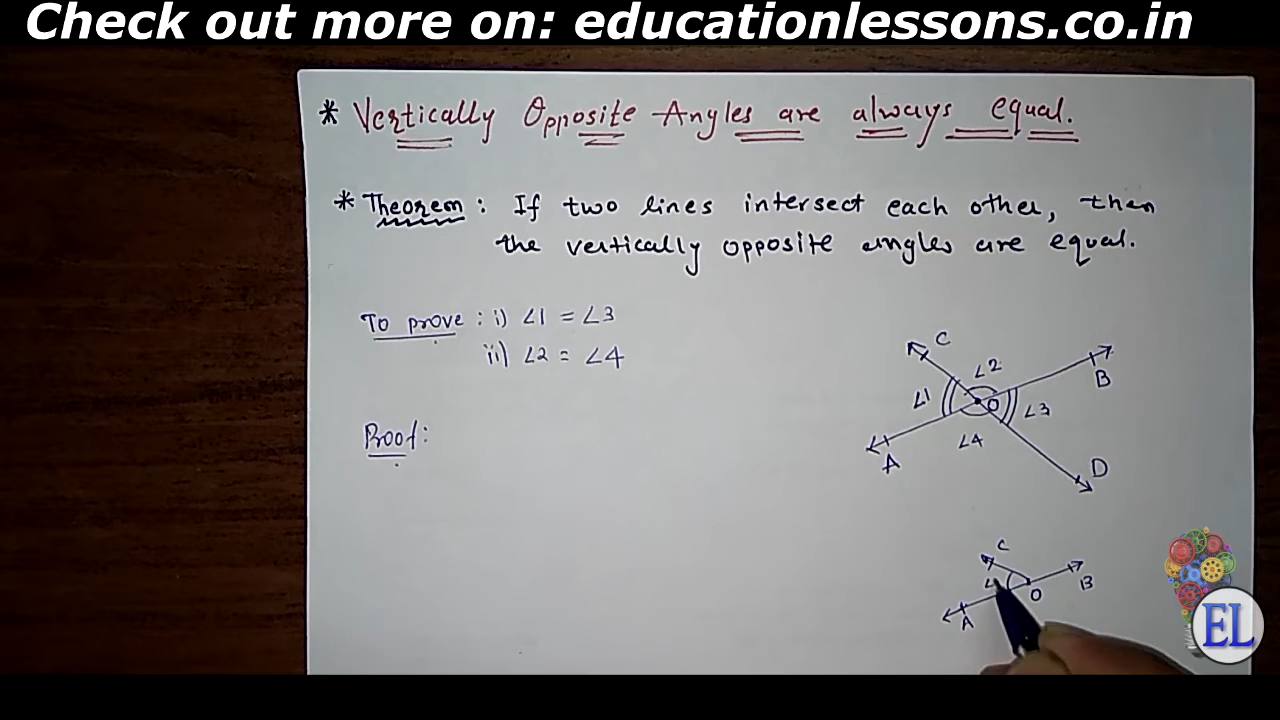 Check out more on: educationlessons.co.in
* Vertically Opposite Angles are always equal.
* Theorem: If two lines intersect each other, then
the vertically opposite angles are equal.
To prove: i) ∠1 = ∠3
ii) ∠2 = ∠4
C
∠2
B
∠1
O
∠3
∠4
A
D
Proof:
C
∠
B
O
A
EL